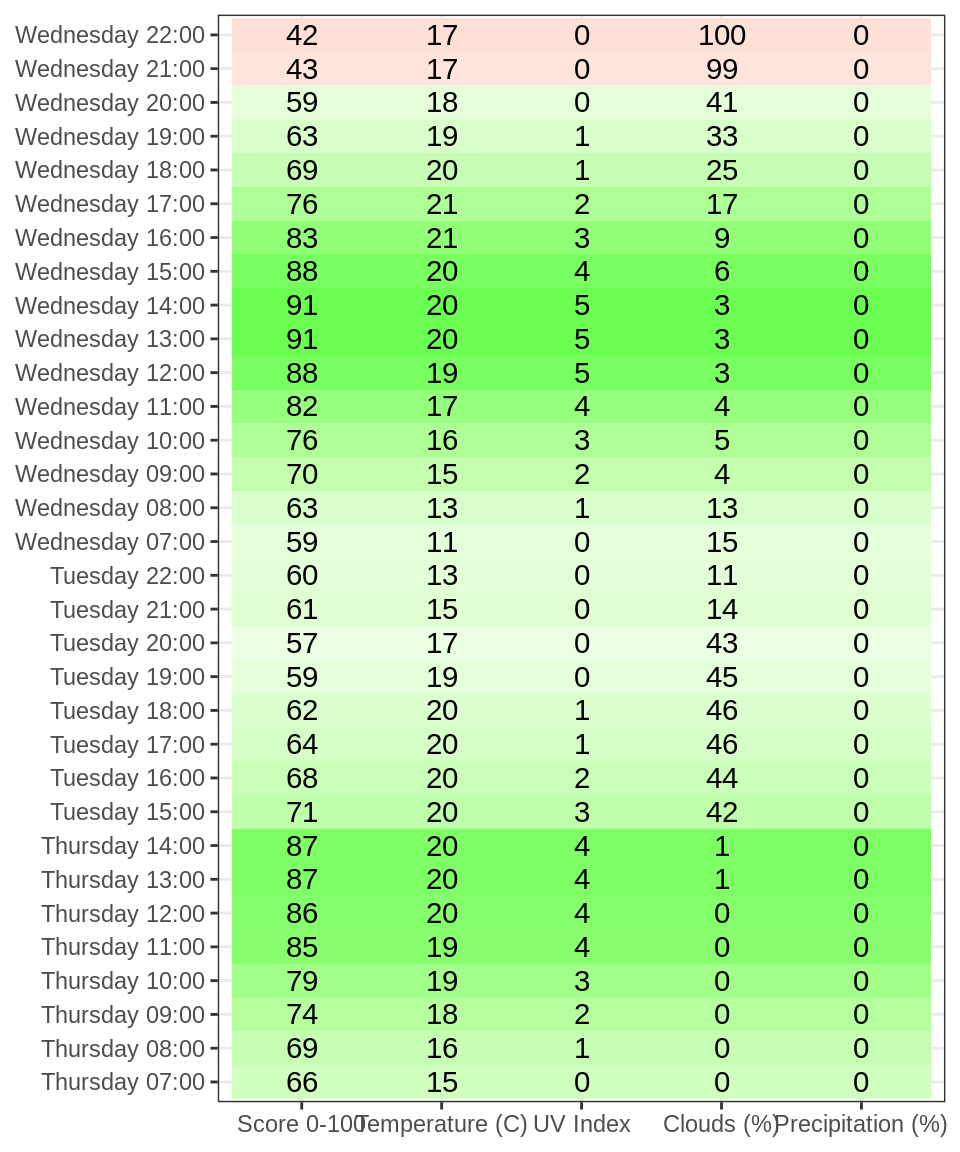 Wednesday 22:00 42 17 0 100 0
Wednesday 21:00 43 17 0 99 0
Wednesday 20:00 59 18 0 41 0
Wednesday 19:00 63 19 1 33 0
Wednesday 18:00 69 20 1 25 0
Wednesday 17:00 76 21 2 17 0
Wednesday 16:00 83 21 3 9 0
Wednesday 15:00 88 20 4 6 0
Wednesday 14:00 91 20 5 3 0
Wednesday 13:00 91 20 5 3 0
Wednesday 12:00 88 19 5 3 0
Wednesday 11:00 82 17 4 4 0
Wednesday 10:00 76 16 3 5 0
Wednesday 09:00 70 15 2 4 0
Wednesday 08:00 63 13 1 13 0
Wednesday 07:00 59 11 0 15 0
Tuesday 22:00 60 13 0 11 0
Tuesday 21:00 61 15 0 14 0
Tuesday 20:00 57 17 0 43 0
Tuesday 19:00 59 19 0 45 0
Tuesday 18:00 62 20 1 46 0
Tuesday 17:00 64 20 1 46 0
Tuesday 16:00 68 20 2 44 0
Tuesday 15:00 71 20 3 42 0
Thursday 14:00 87 20 4 1 0
Thursday 13:00 87 20 4 1 0
Thursday 12:00 86 20 4 0 0
Thursday 11:00 85 19 4 0 0
Thursday 10:00 79 19 3 0 0
Thursday 09:00 74 18 2 0 0
Thursday 08:00 69 16 1 0 0
Thursday 07:00 66 15 0 0 0
Score 0-100 Temperature (C) UV Index Clouds (%) Precipitation (%)